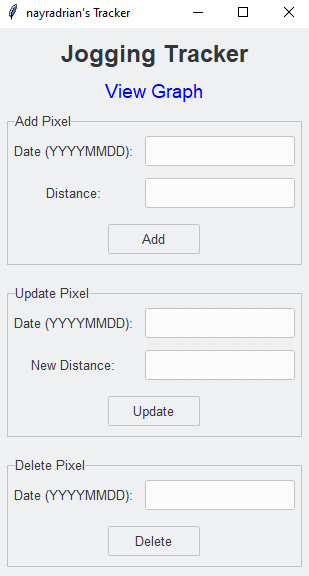 nayradrian's Tracker
Jogging Tracker
View Graph
Add Pixel
Date (YYYYMMDD):
Distance:
Add
Update Pixel
Date (YYYYMMDD):
New Distance:
Update
Delete Pixel
Date (YYYYMMDD):
Delete